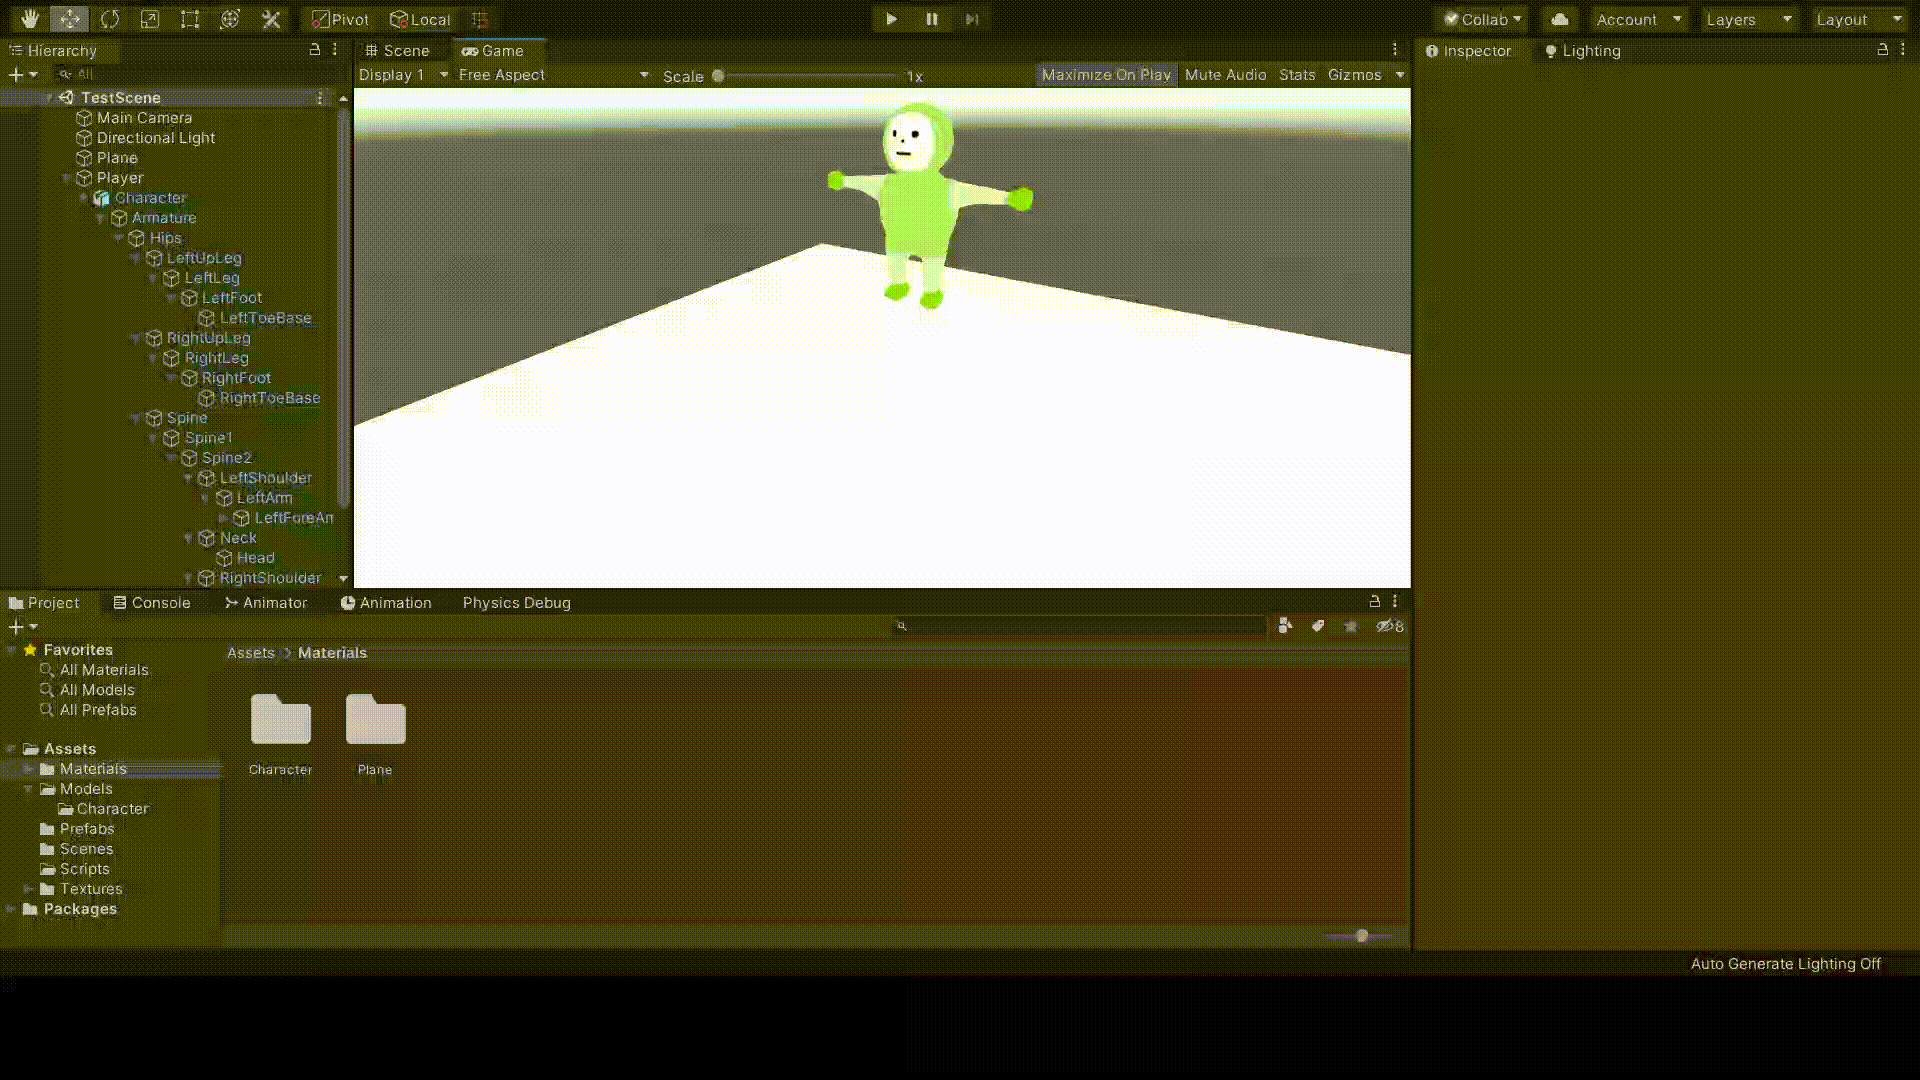 Pivot Local Collab Account Layers Layout
Hierarchy
All
TestScene
Main Camera
Directional Light
Plane
Player
Character
Armature
Hips
LeftUpLeg
LeftLeg
LeftFoot
LeftToeBase
RightUpLeg
RightLeg
RightFoot
RightToeBase
Spine
Spine1
Spine2
LeftShoulder
LeftArm
LeftForeAr
Neck
Head
RightShoulder
Scene Game
Display 1 Free Aspect Scale 1x Maximize On Play Mute Audio Stats Gizmos
Inspector Lighting
Project Console Animator Animation Physics Debug
8
Favorites
All Materials
All Models
All Prefabs
Assets
Materials
Models
Character
Prefabs
Scenes
Scripts
Textures
Packages
Assets > Materials
Character Plane
Auto Generate Lighting Off